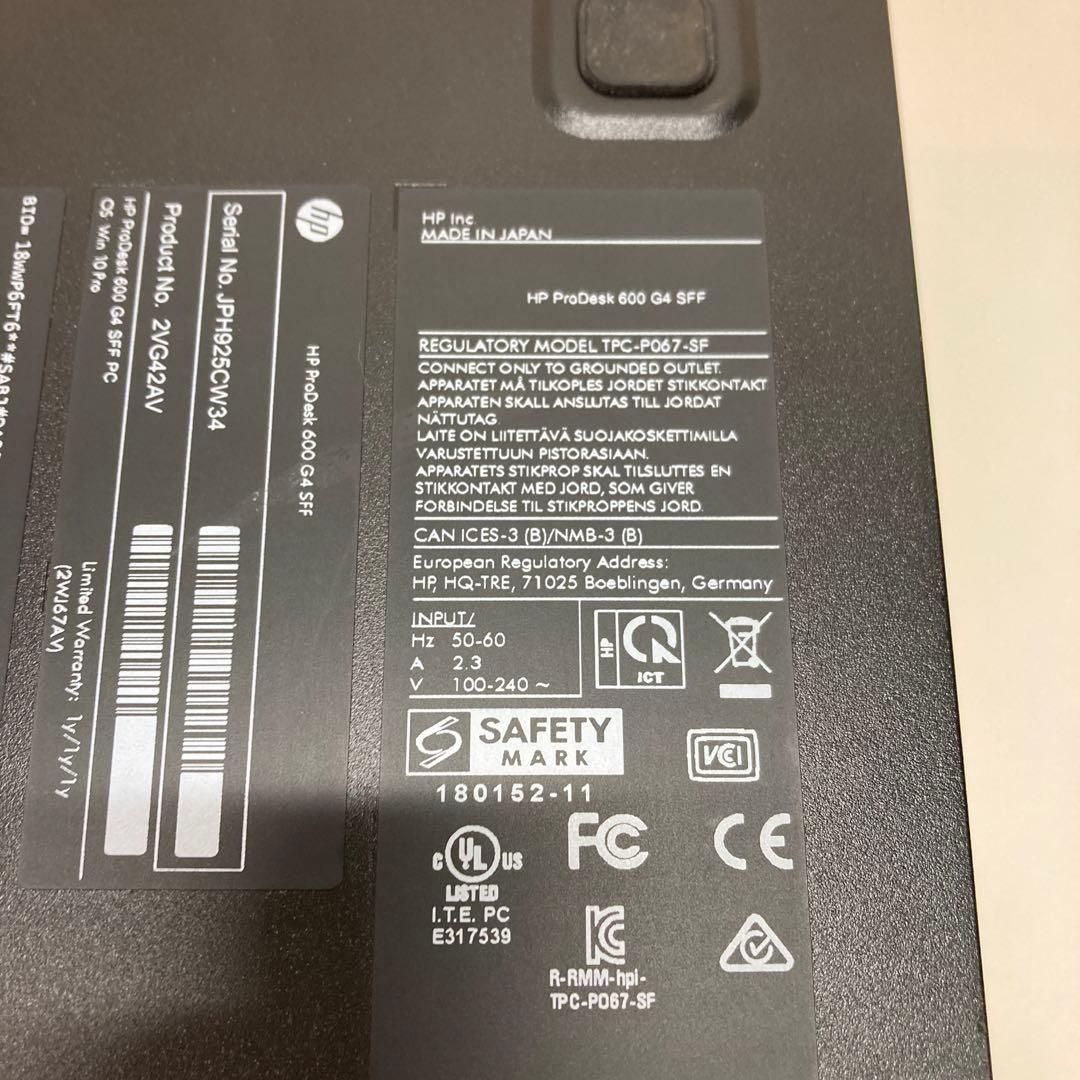 HP Inc.
MADE IN JAPAN
HP ProDesk 600 G4 SFF
REGULATORY MODEL TPC-P067-SF
CONNECT ONLY TO GROUNDED OUTLET.
APPARATET MÅ TILKOPLES JORDET STIKKONTAKT
APPARATEN SKALL ANSLUTAS TILL JORDAT
NÄTTUTAG.
LAITE ON LIITETTÄVÄ SUOJAKOSKETTIMILLA
VARUSTETTUUN PISTORASIAAN.
APPARATETS STIKPROP SKAL TILSLUTTES EN
STIKKONTAKT MED JORD, SOM GIVER
FORBINDELSE TIL STIKPROPPENS JORD.
CAN ICES-3 (B)/NMB-3 (B)
European Regulatory Address:
HP, HQ-TRE, 71025 Boeblingen, Germany
INPUT/
Hz 50-60
A 2.3
V 100-240 ~
HP
ICT
SAFETY
MARK
180152-11
VCI
C UL US
LISTED
I.T.E. PC
E317539
FC
CE
R-RMM-hpi-
TPC-P067-SF
hp
HP ProDesk 600 G4 SFF
Serial No. JPH925CW34
Product No. 2VG42AV
HP ProDesk 600 G4 SFF PC
OS Win 10 Pro
Limited Warranty: 1y/1y/1y
(2WJ67AV)
BID= 18WWP6FT6**#SABJ#